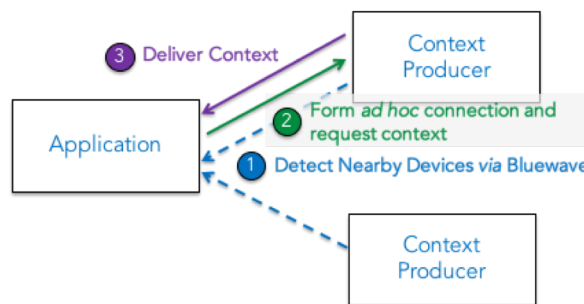 3 Deliver Context
Context
Producer
2 Form ad hoc connection and
request context
Application
1 Detect Nearby Devices via Bluewave
Context
Producer